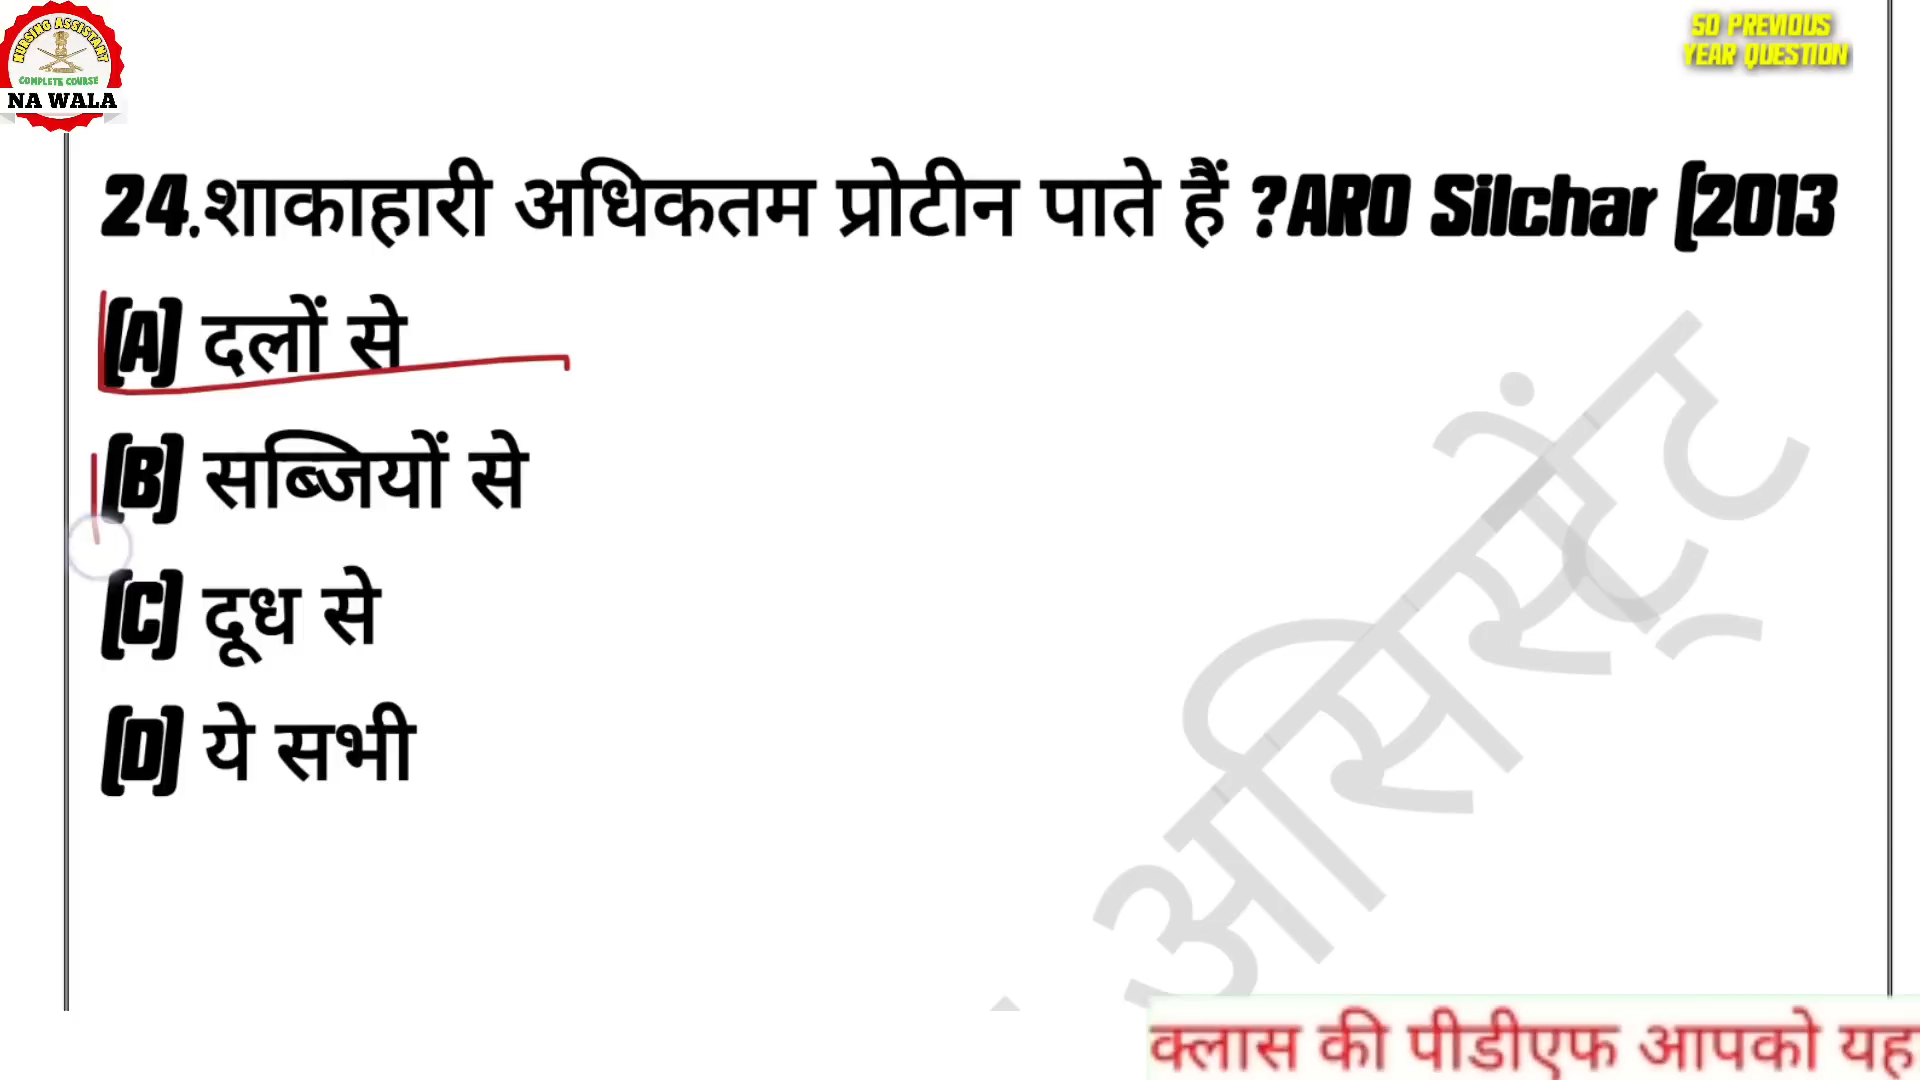 NURSING ASSISTANT
COMPLETE COURSE
NA WALA
50 PREVIOUS
YEAR QUESTION
24.शाकाहारी अधिकतम प्रोटीन पाते हैं ?ARO Silchar (2013
(A) दलों से
(B) सब्जियों से
(C) दूध से
(D) ये सभी
असिस्ट्रेंट
क्लास की पीडीएफ आपको यह